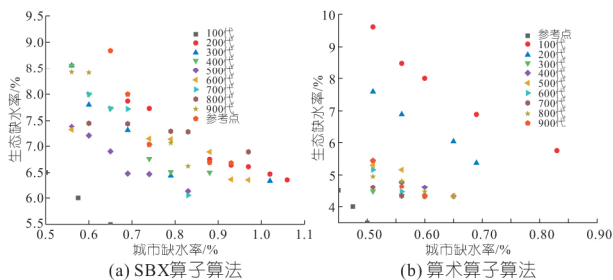 (a)
(b)
9.5
9.0
8.5
8.0
7.5
7.0
6.5
6.0
5.5
生态缺水率/%
100代
200代
300代
400代
500代
600代
700代
800代
900代
参考点
0.5
0.6
0.7
0.8
0.9
1.0
1.1
城市缺水率/%
(a) SBX算子算法
10
9
8
7
6
5
4
生态缺水率/%
参考点
100代
200代
300代
400代
500代
600代
700代
800代
900代
0.50
0.60
0.70
0.80
0.90
城市缺水率/%
(b) 算术算子算法